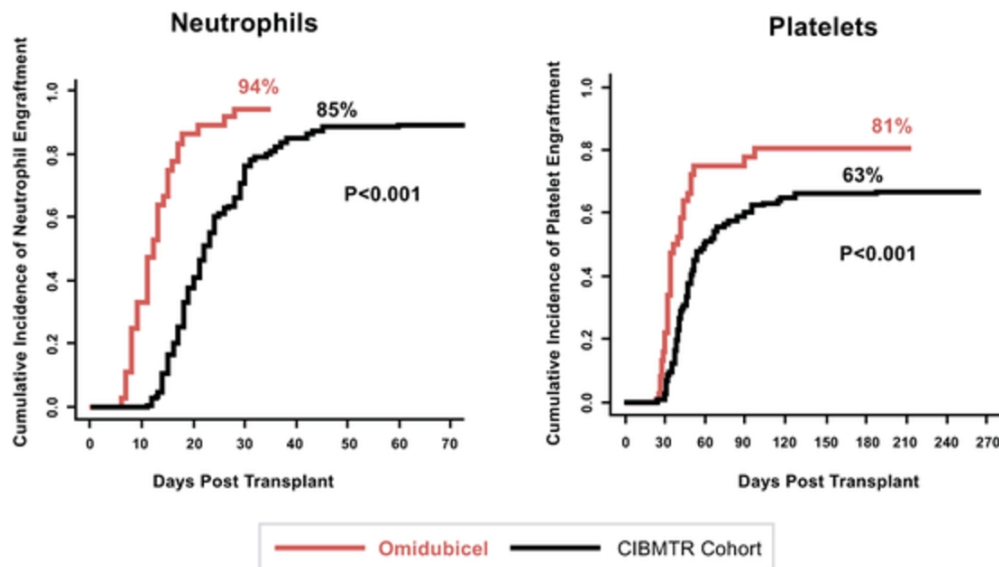 Neutrophils
Cumulative Incidence of Neutrophil Engraftment
1.0
0.8
0.6
0.4
0.2
0.0
94%
85%
P<0.001
0 10 20 30 40 50 60 70
Days Post Transplant
Platelets
Cumulative Incidence of Platelet Engraftment
1.0
0.8
0.6
0.4
0.2
0.0
81%
63%
P<0.001
0 30 60 90 120 150 180 210 240 270
Days Post Transplant
Omidubicel CIBMTR Cohort